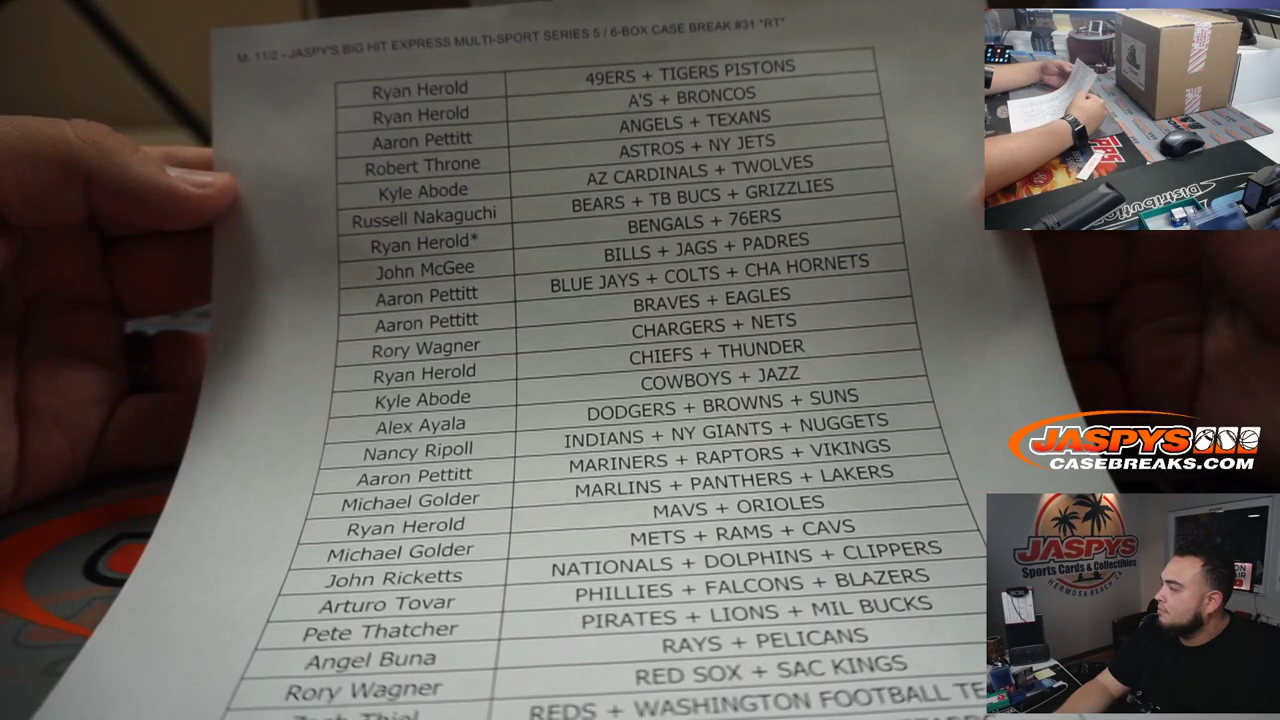 M. 11/2 - JASPY'S BIG HIT EXPRESS MULTI-SPORT SERIES 5 / 6-BOX CASE BREAK #31 "RT"
Ryan Herold 49ERS + TIGERS PISTONS
Ryan Herold A'S + BRONCOS
Aaron Pettitt ANGELS + TEXANS
Robert Throne ASTROS + NY JETS
Kyle Abode AZ CARDINALS + TWOLVES
Russell Nakaguchi BEARS + TB BUCS + GRIZZLIES
Ryan Herold* BENGALS + 76ERS
John McGee BILLS + JAGS + PADRES
Aaron Pettitt BLUE JAYS + COLTS + CHA HORNETS
Aaron Pettitt BRAVES + EAGLES
Rory Wagner CHARGERS + NETS
Ryan Herold CHIEFS + THUNDER
Kyle Abode COWBOYS + JAZZ
Alex Ayala DODGERS + BROWNS + SUNS
Nancy Ripoll INDIANS + NY GIANTS + NUGGETS
Aaron Pettitt MARINERS + RAPTORS + VIKINGS
Michael Golder MARLINS + PANTHERS + LAKERS
Ryan Herold MAVS + ORIOLES
Michael Golder METS + RAMS + CAVS
John Ricketts NATIONALS + DOLPHINS + CLIPPERS
Arturo Tovar PHILLIES + FALCONS + BLAZERS
Pete Thatcher PIRATES + LIONS + MIL BUCKS
Angel Buna RAYS + PELICANS
Rory Wagner RED SOX + SAC KINGS
REDS + WASHINGTON FOOTBALL TE
Distributio
JASPYS
CASEBREAKS.COM
JASPYS
Sports Cards & Collectibles
HERMOSA BEACH, CA